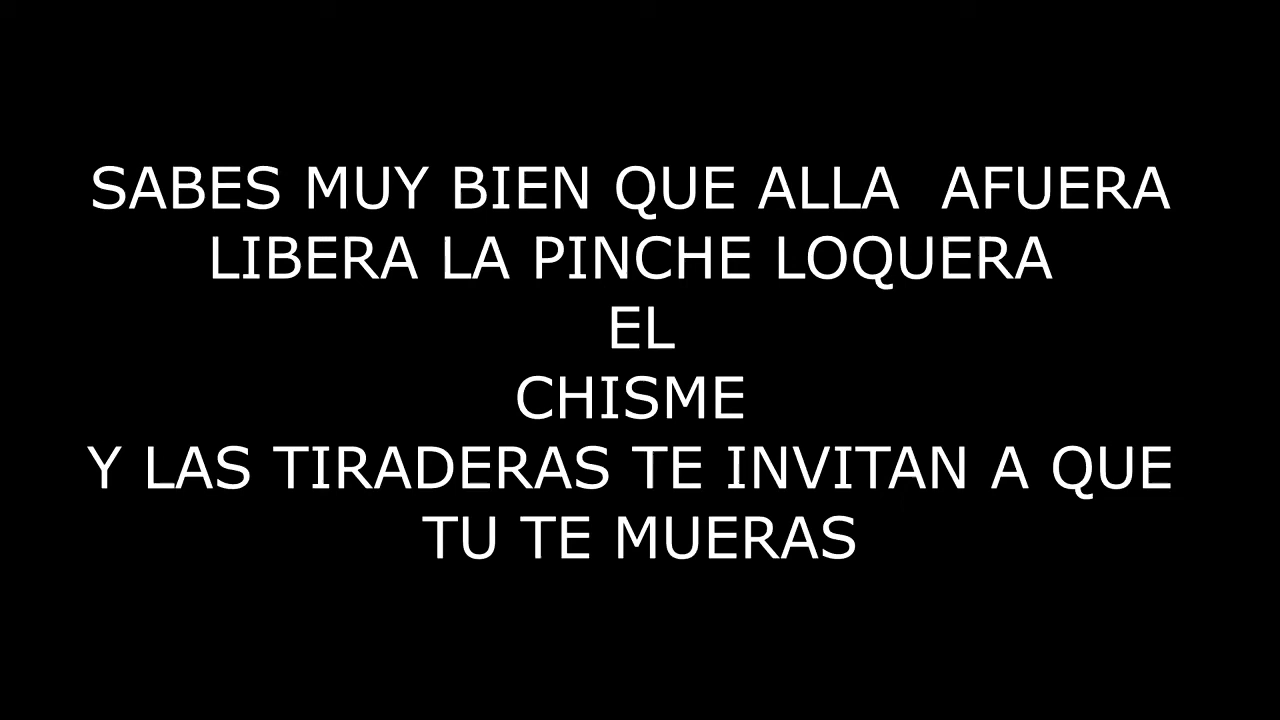 SABES MUY BIEN QUE ALLA  AFUERA
LIBERA LA PINCHE LOQUERA
EL
CHISME
Y LAS TIRADERAS TE INVITAN A QUE
TU TE MUERAS